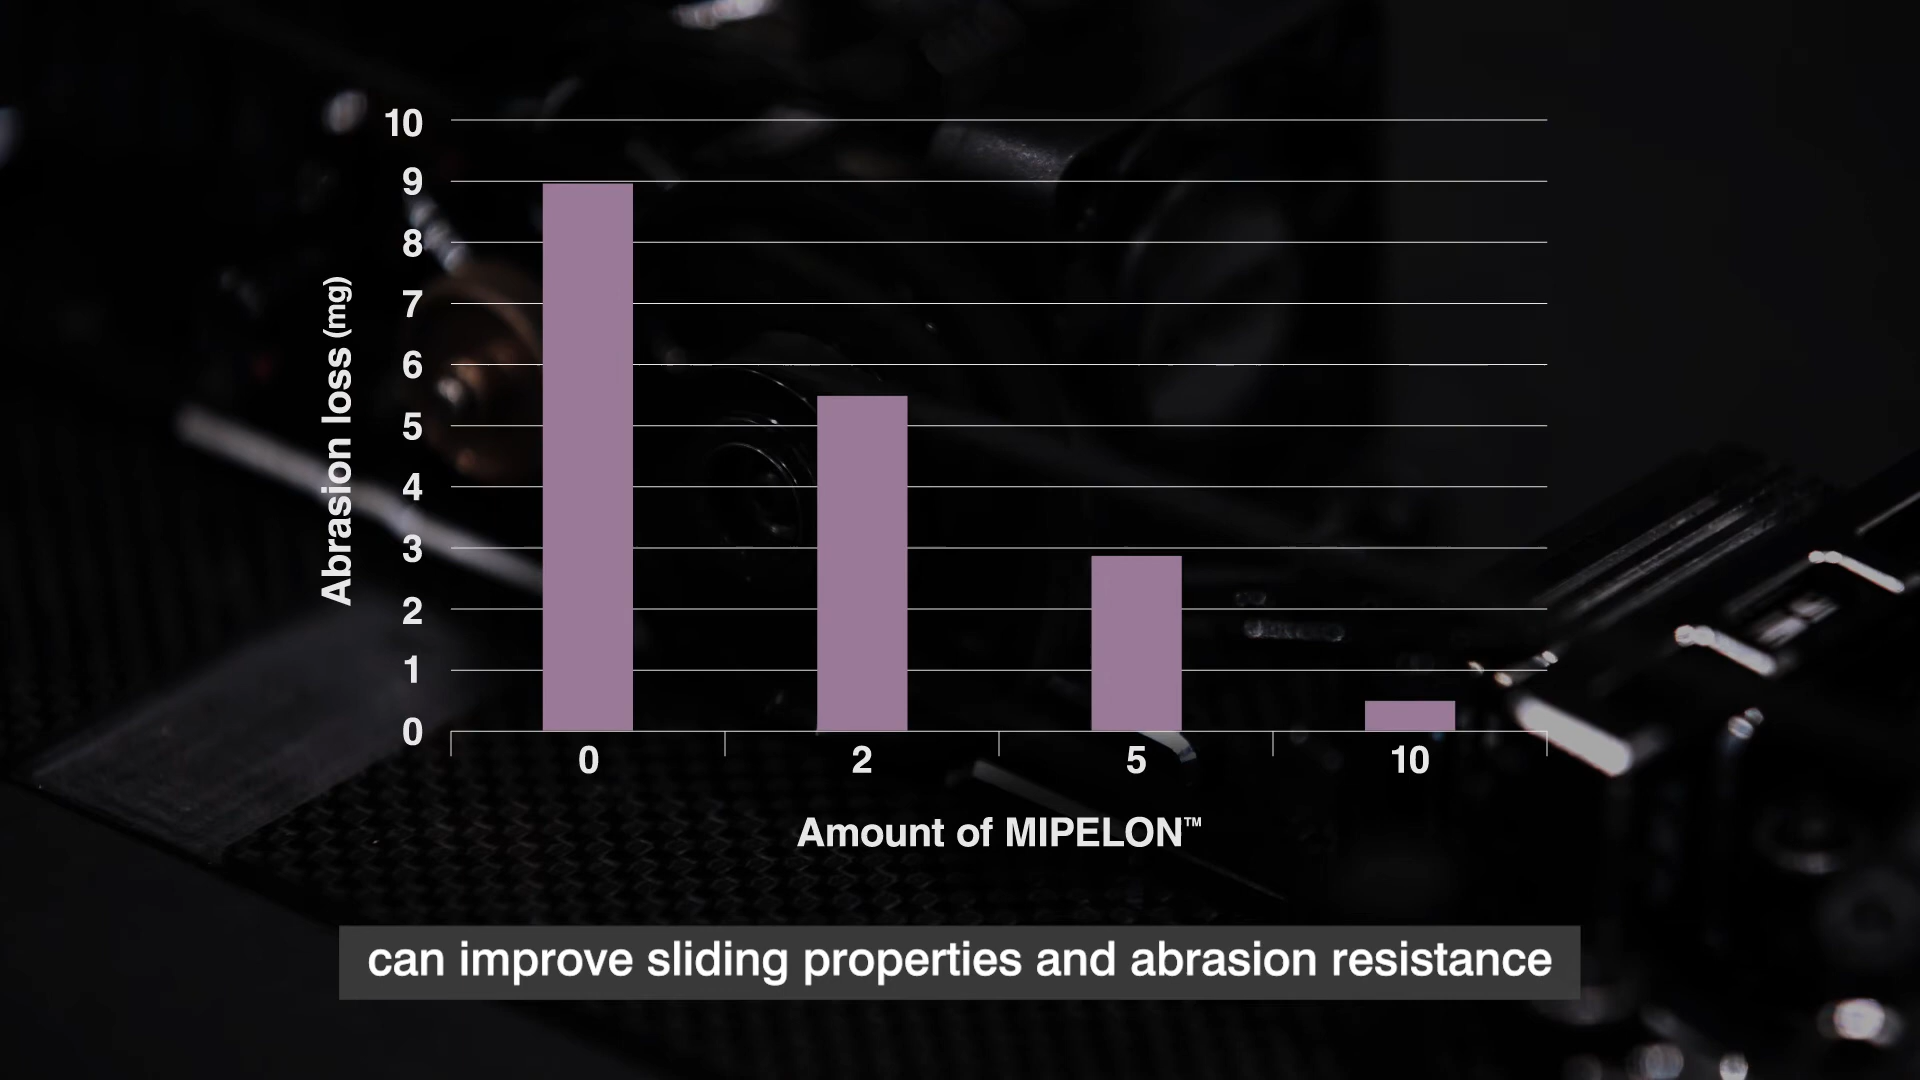 10
9
8
7
6
5
4
3
2
1
0
Abrasion loss (mg)
0 2 5 10
Amount of MIPELON™
can improve sliding properties and abrasion resistance